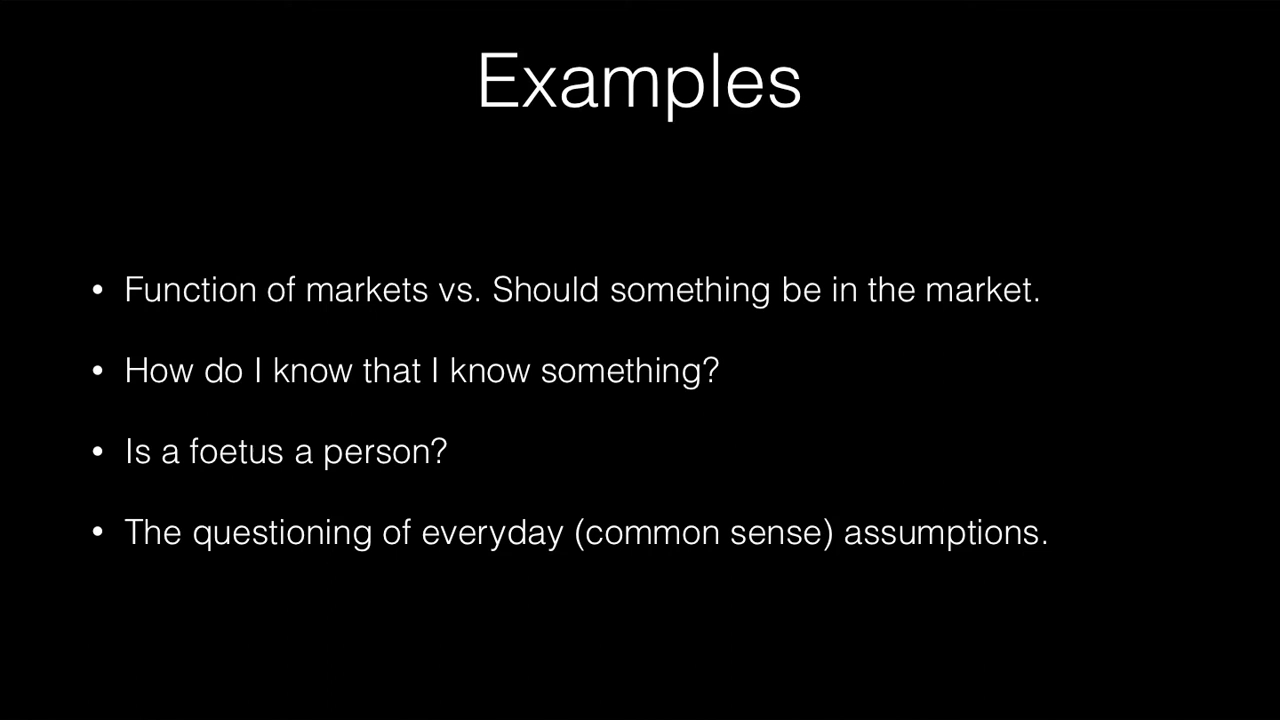 Examples
• Function of markets vs. Should something be in the market.
• How do I know that I know something?
• Is a foetus a person?
• The questioning of everyday (common sense) assumptions.